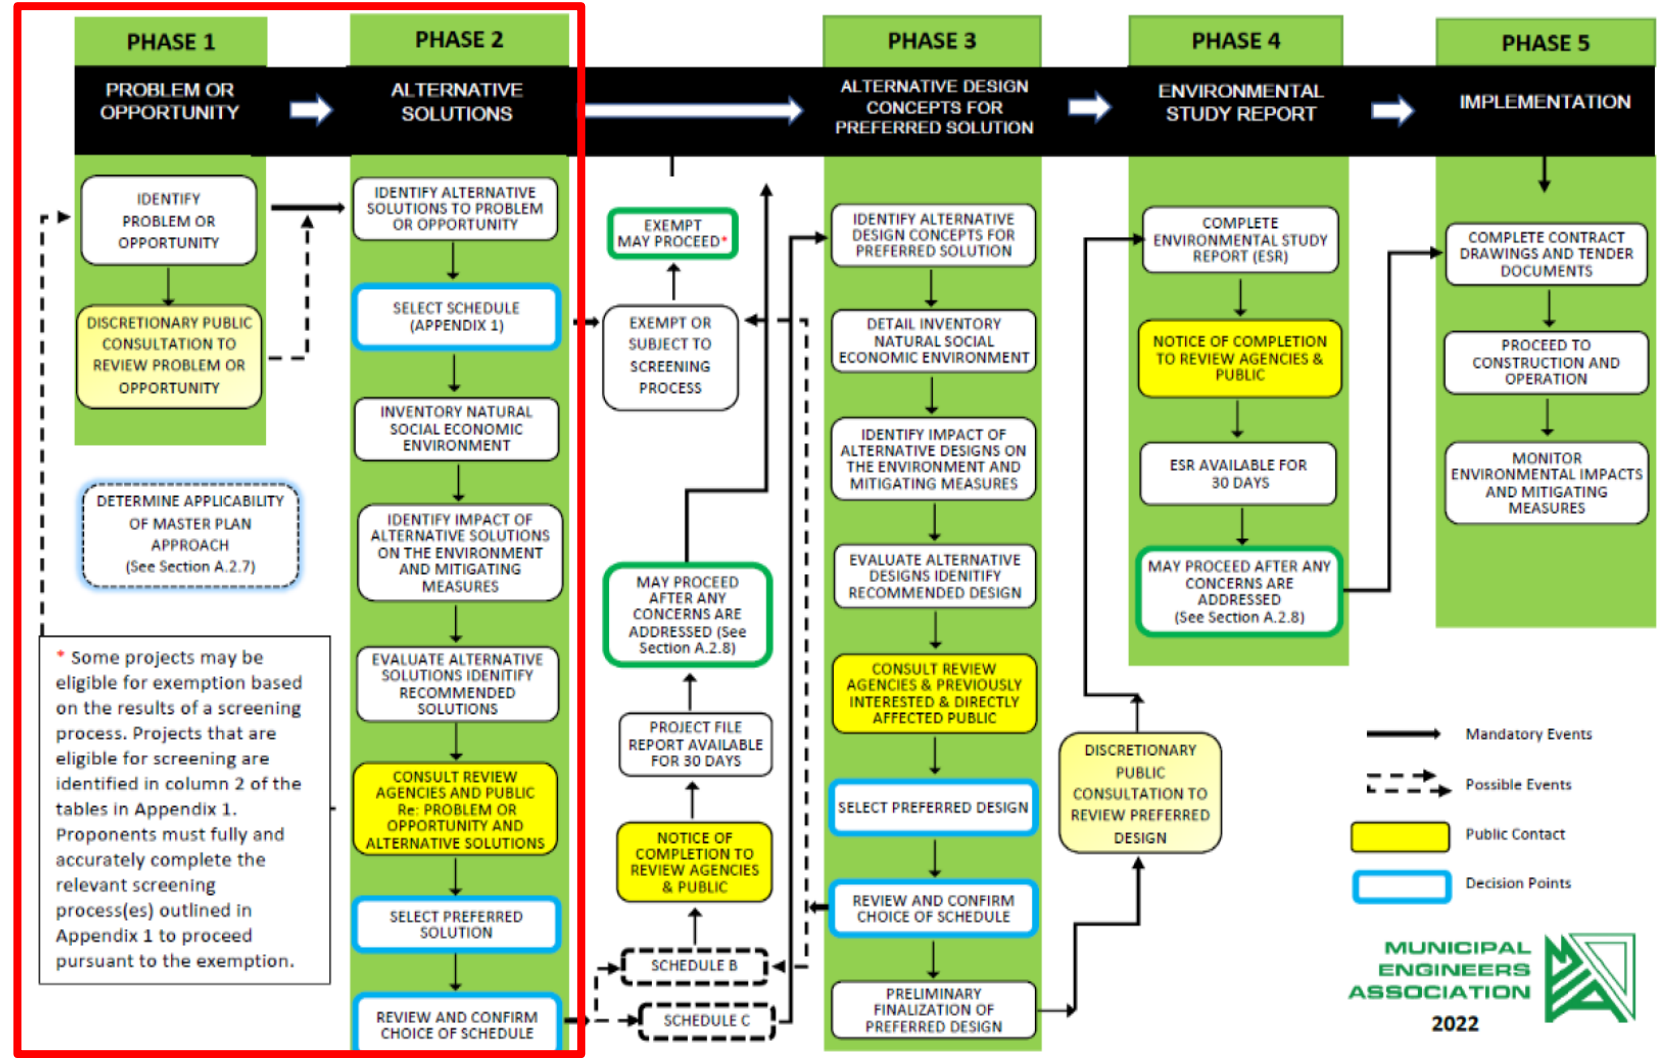 PHASE 1
PROBLEM OR
OPPORTUNITY
IDENTIFY
PROBLEM OR
OPPORTUNITY
DISCRETIONARY PUBLIC
CONSULTATION TO
REVIEW PROBLEM OR
OPPORTUNITY
DETERMINE APPLICABILITY
OF MASTER PLAN
APPROACH
(See Section A.2.7)
* Some projects may be
eligible for exemption based
on the results of a screening
process. Projects that are
eligible for screening are
identified in column 2 of the
tables in Appendix 1.
Proponents must fully and
accurately complete the
relevant screening
process(es) outlined in
Appendix 1 to proceed
pursuant to the exemption.
PHASE 2
ALTERNATIVE
SOLUTIONS
IDENTIFY ALTERNATIVE
SOLUTIONS TO PROBLEM
OR OPPORTUNITY
SELECT SCHEDULE
(APPENDIX 1)
INVENTORY NATURAL
SOCIAL ECONOMIC
ENVIRONMENT
IDENTIFY IMPACT OF
ALTERNATIVE SOLUTIONS
ON THE ENVIRONMENT
AND MITIGATING
MEASURES
EVALUATE ALTERNATIVE
SOLUTIONS IDENTIFY
RECOMMENDED
SOLUTIONS
CONSULT REVIEW
AGENCIES AND PUBLIC
Re: PROBLEM OR
OPPORTUNITY AND
ALTERNATIVE SOLUTIONS
SELECT PREFERRED
SOLUTION
REVIEW AND CONFIRM
CHOICE OF SCHEDULE
EXEMPT
MAY PROCEED*
EXEMPT OR
SUBJECT TO
SCREENING
PROCESS
MAY PROCEED
AFTER ANY
CONCERNS ARE
ADDRESSED (See
Section A.2.8)
PROJECT FILE
REPORT AVAILABLE
FOR 30 DAYS
NOTICE OF
COMPLETION TO
REVIEW AGENCIES
& PUBLIC
SCHEDULE B
SCHEDULE C
PHASE 3
ALTERNATIVE DESIGN
CONCEPTS FOR
PREFERRED SOLUTION
IDENTIFY ALTERNATIVE
DESIGN CONCEPTS FOR
PREFERRED SOLUTION
DETAIL INVENTORY
NATURAL SOCIAL
ECONOMIC ENVIRONMENT
IDENTIFY IMPACT OF
ALTERNATIVE DESIGNS ON
THE ENVIRONMENT AND
MITIGATING MEASURES
EVALUATE ALTERNATIVE
DESIGNS IDENITIFY
RECOMMENDED DESIGN
CONSULT REVIEW
AGENCIES & PREVIOUSLY
INTERESTED & DIRECTLY
AFFECTED PUBLIC
SELECT PREFERRED DESIGN
REVIEW AND CONFIRM
CHOICE OF SCHEDULE
PRELIMINARY
FINALIZATION OF
PREFERRED DESIGN
PHASE 4
ENVIRONMENTAL
STUDY REPORT
COMPLETE
ENVIRONMENTAL STUDY
REPORT (ESR)
NOTICE OF COMPLETION
TO REVIEW AGENCIES &
PUBLIC
ESR AVAILABLE FOR
30 DAYS
MAY PROCEED AFTER ANY
CONCERNS ARE
ADDRESSED
(See Section A.2.8)
DISCRETIONARY
PUBLIC
CONSULTATION TO
REVIEW PREFERRED
DESIGN
PHASE 5
IMPLEMENTATION
COMPLETE CONTRACT
DRAWINGS AND TENDER
DOCUMENTS
PROCEED TO
CONSTRUCTION AND
OPERATION
MONITOR
ENVIRONMENTAL IMPACTS
AND MITIGATING
MEASURES
Mandatory Events
Possible Events
Public Contact
Decision Points
MUNICIPAL
ENGINEERS
ASSOCIATION
2022